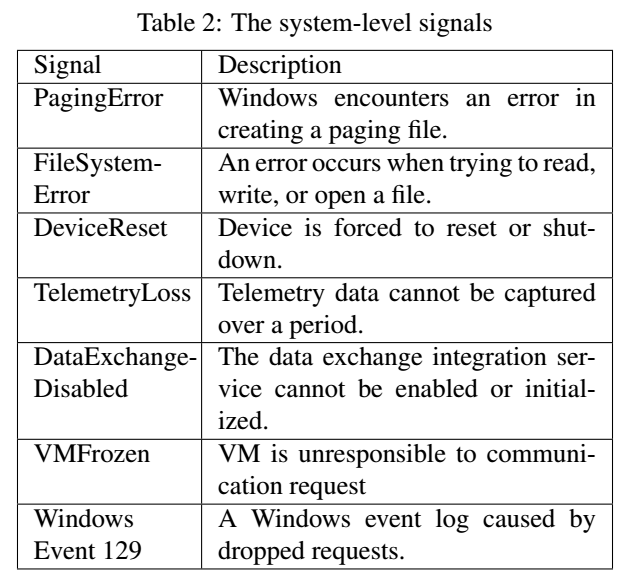 Table 2: The system-level signals
Signal Description
PagingError Windows encounters an error in
creating a paging file.
FileSystem- An error occurs when trying to read,
Error write, or open a file.
DeviceReset Device is forced to reset or shut-
down.
TelemetryLoss Telemetry data cannot be captured
over a period.
DataExchange- The data exchange integration ser-
Disabled vice cannot be enabled or initial-
ized.
VMFrozen VM is unresponsible to communi-
cation request
Windows A Windows event log caused by
Event 129 dropped requests.